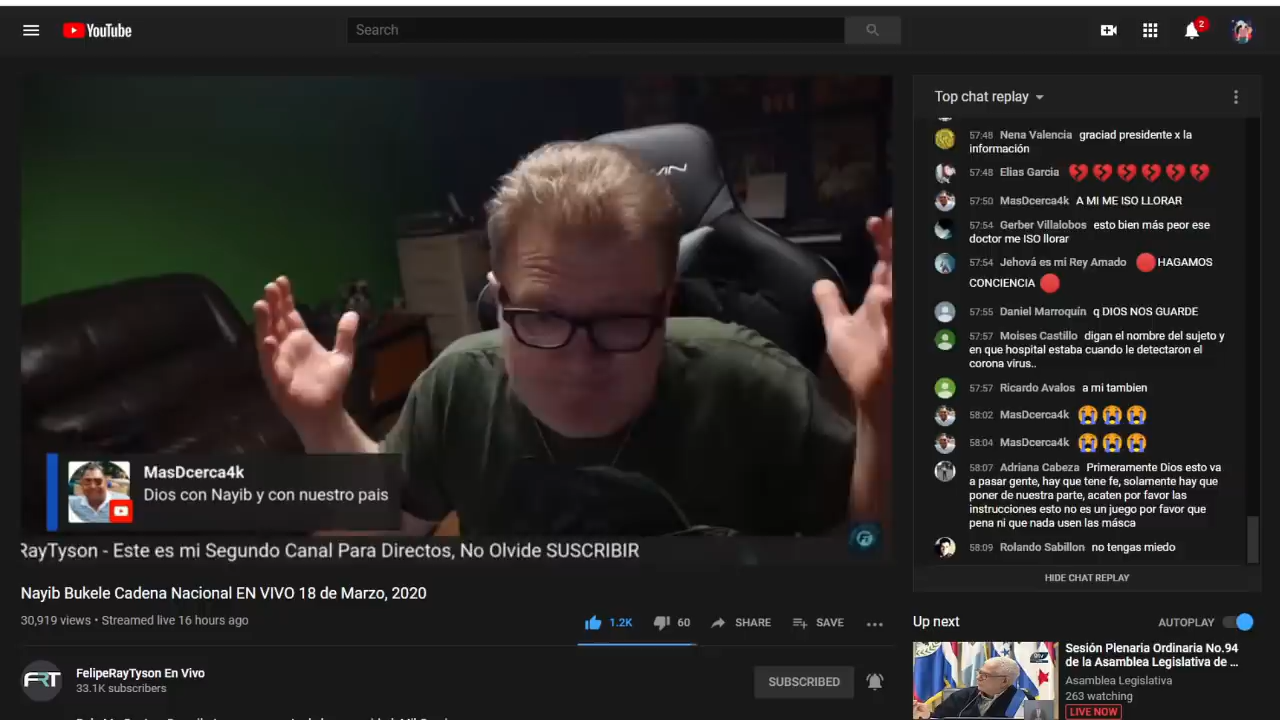 YouTube
Search
2
MasDcerca4k
Dios con Nayib y con nuestro pais
RayTyson - Este es mi Segundo Canal Para Directos, No Olvide SUSCRIBIR
Nayib Bukele Cadena Nacional EN VIVO 18 de Marzo, 2020
30,919 views • Streamed live 16 hours ago
1.2K
60
SHARE
SAVE
FRT
FelipeRayTyson En Vivo
33.1K subscribers
SUBSCRIBED
Top chat replay
57:48 Nena Valencia graciad presidente x la
información
57:48 Elias Garcia 💔💔💔💔💔💔
57:50 MasDcerca4k A MI ME ISO LLORAR
57:54 Gerber Villalobos esto bien más peor ese
doctor me ISO llorar
57:54 Jehová es mi Rey Amado 🔴HAGAMOS
CONCIENCIA 🔴
57:55 Daniel Marroquín q DIOS NOS GUARDE
57:57 Moises Castillo digan el nombre del sujeto y
en que hospital estaba cuando le detectaron el
corona virus..
57:57 Ricardo Avalos a mi tambien
58:02 MasDcerca4k 😭😭😭
58:04 MasDcerca4k 😭😭😭
58:07 Adriana Cabeza Primeramente Dios esto va
a pasar gente, hay que tene fe, solamente hay que
poner de nuestra parte, acaten por favor las
instrucciones esto no es un juego por favor que
pena ni que nada usen las másca
58:09 Rolando Sabillon no tengas miedo
HIDE CHAT REPLAY
Up next
AUTOPLAY
Sesión Plenaria Ordinaria No.94
de la Asamblea Legislativa de ...
Asamblea Legislativa
263 watching
LIVE NOW